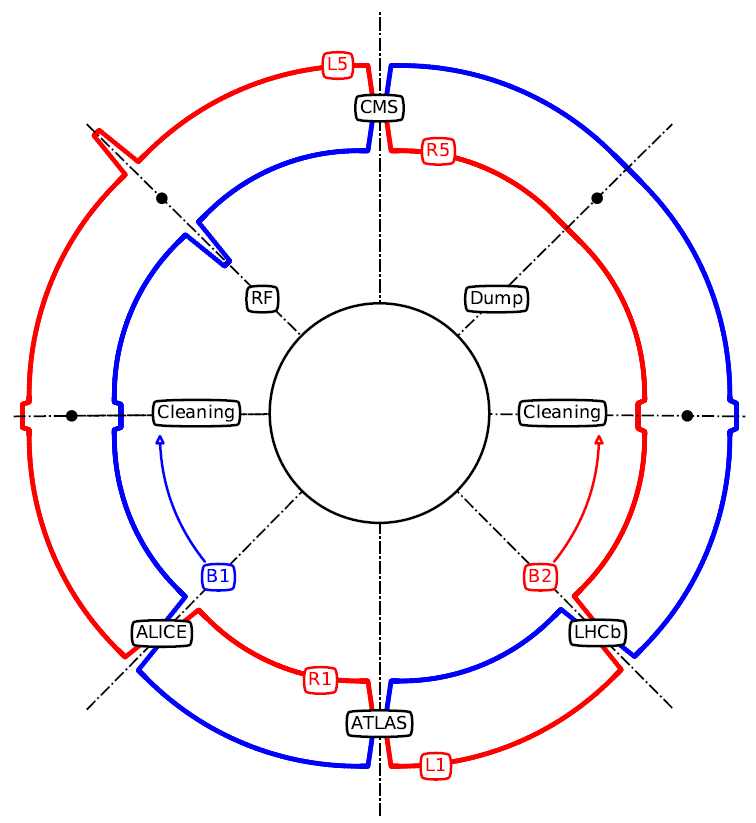 L5
CMS
R5
RF
Dump
Cleaning
Cleaning
B1
B2
ALICE
LHCb
R1
ATLAS
L1